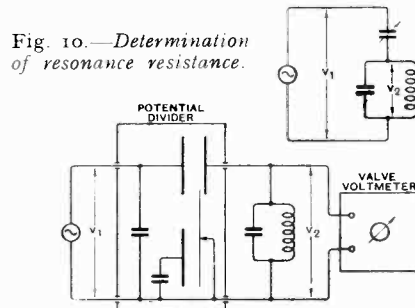 Fig. 10.—Determination
of resonance resistance.
V1
V2
POTENTIAL
DIVIDER
V1
V2
VALVE
VOLTMETER